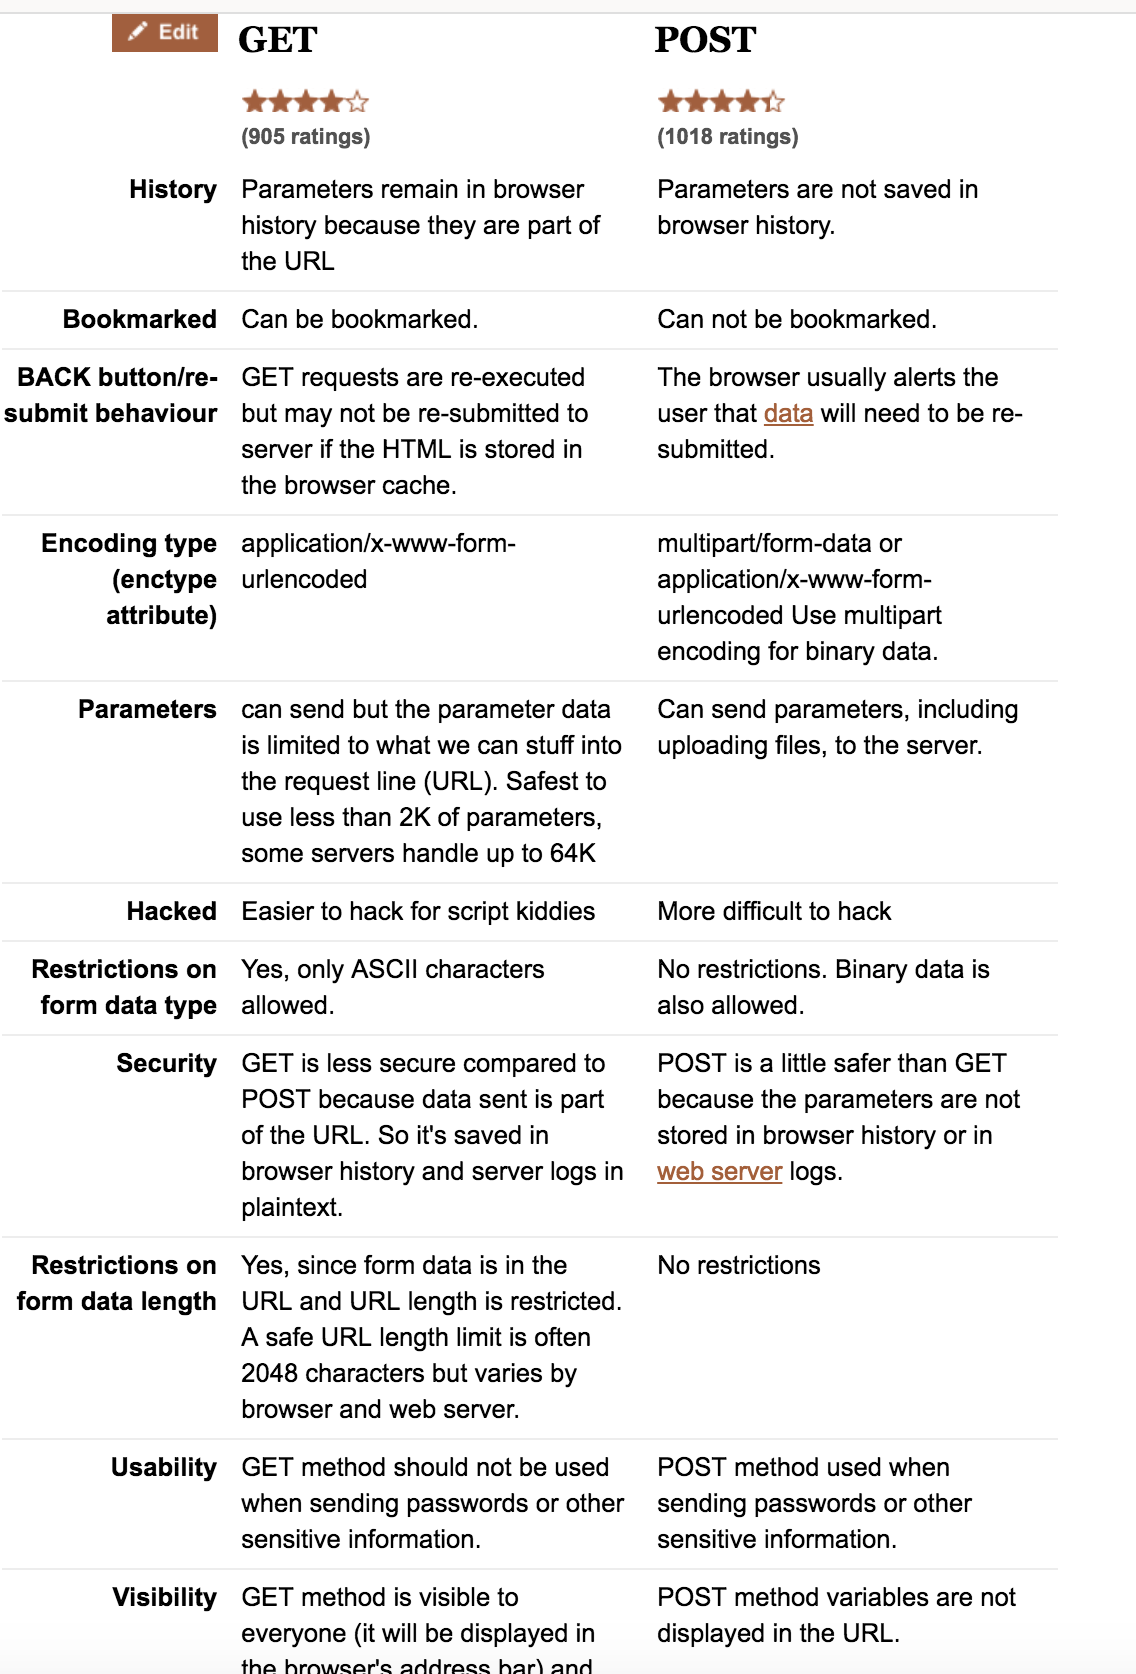 Edit
GET
POST
(905 ratings)
(1018 ratings)
History
Parameters remain in browser
history because they are part of
the URL
Parameters are not saved in
browser history.
Bookmarked
Can be bookmarked.
Can not be bookmarked.
BACK button/re-
submit behaviour
GET requests are re-executed
but may not be re-submitted to
server if the HTML is stored in
the browser cache.
The browser usually alerts the
user that data will need to be re-
submitted.
Encoding type
(enctype
attribute)
application/x-www-form-
urlencoded
multipart/form-data or
application/x-www-form-
urlencoded Use multipart
encoding for binary data.
Parameters
can send but the parameter data
is limited to what we can stuff into
the request line (URL). Safest to
use less than 2K of parameters,
some servers handle up to 64K
Can send parameters, including
uploading files, to the server.
Hacked
Easier to hack for script kiddies
More difficult to hack
Restrictions on
form data type
Yes, only ASCII characters
allowed.
No restrictions. Binary data is
also allowed.
Security
GET is less secure compared to
POST because data sent is part
of the URL. So it's saved in
browser history and server logs in
plaintext.
POST is a little safer than GET
because the parameters are not
stored in browser history or in
web server logs.
Restrictions on
form data length
Yes, since form data is in the
URL and URL length is restricted.
A safe URL length limit is often
2048 characters but varies by
browser and web server.
No restrictions
Usability
GET method should not be used
when sending passwords or other
sensitive information.
POST method used when
sending passwords or other
sensitive information.
Visibility
GET method is visible to
everyone (it will be displayed in
the browser's address bar) and
POST method variables are not
displayed in the URL.